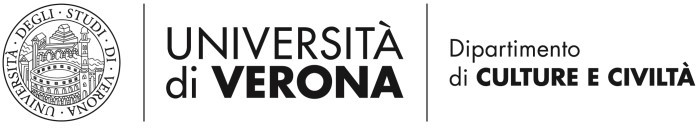 UNIVERSITÀ · DEGLI · STUDI · DI · VERONA ·
UNIVERSITÀ
di VERONA
Dipartimento
di CULTURE E CIVILTÀ